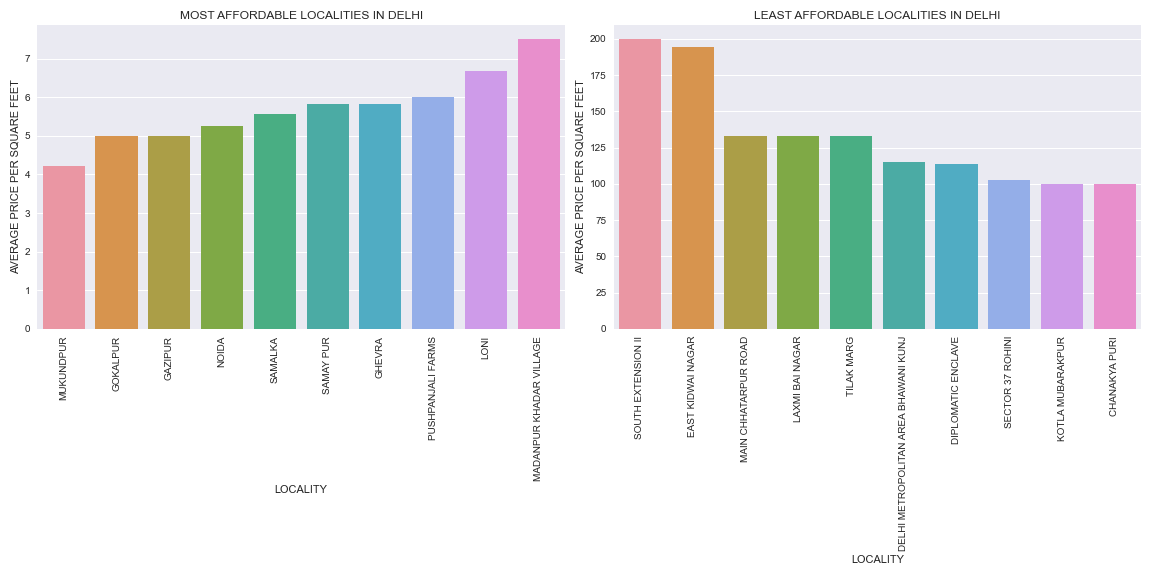 MOST AFFORDABLE LOCALITIES IN DELHI
AVERAGE PRICE PER SQUARE FEET
7
6
5
4
3
2
1
0
MUKUNDPUR
GOKALPUR
GAZIPUR
NOIDA
SAMALKA
SAMAY PUR
GHEVRA
PUSHPANJALI FARMS
LONI
MADANPUR KHADAR VILLAGE
LOCALITY
LEAST AFFORDABLE LOCALITIES IN DELHI
AVERAGE PRICE PER SQUARE FEET
200
175
150
125
100
75
50
25
0
SOUTH EXTENSION II
EAST KIDWAI NAGAR
MAIN CHHATARPUR ROAD
LAXMI BAI NAGAR
TILAK MARG
DELHI METROPOLITAN AREA BHAWANI KUNJ
DIPLOMATIC ENCLAVE
SECTOR 37 ROHINI
KOTLA MUBARAKPUR
CHANAKYA PURI
LOCALITY